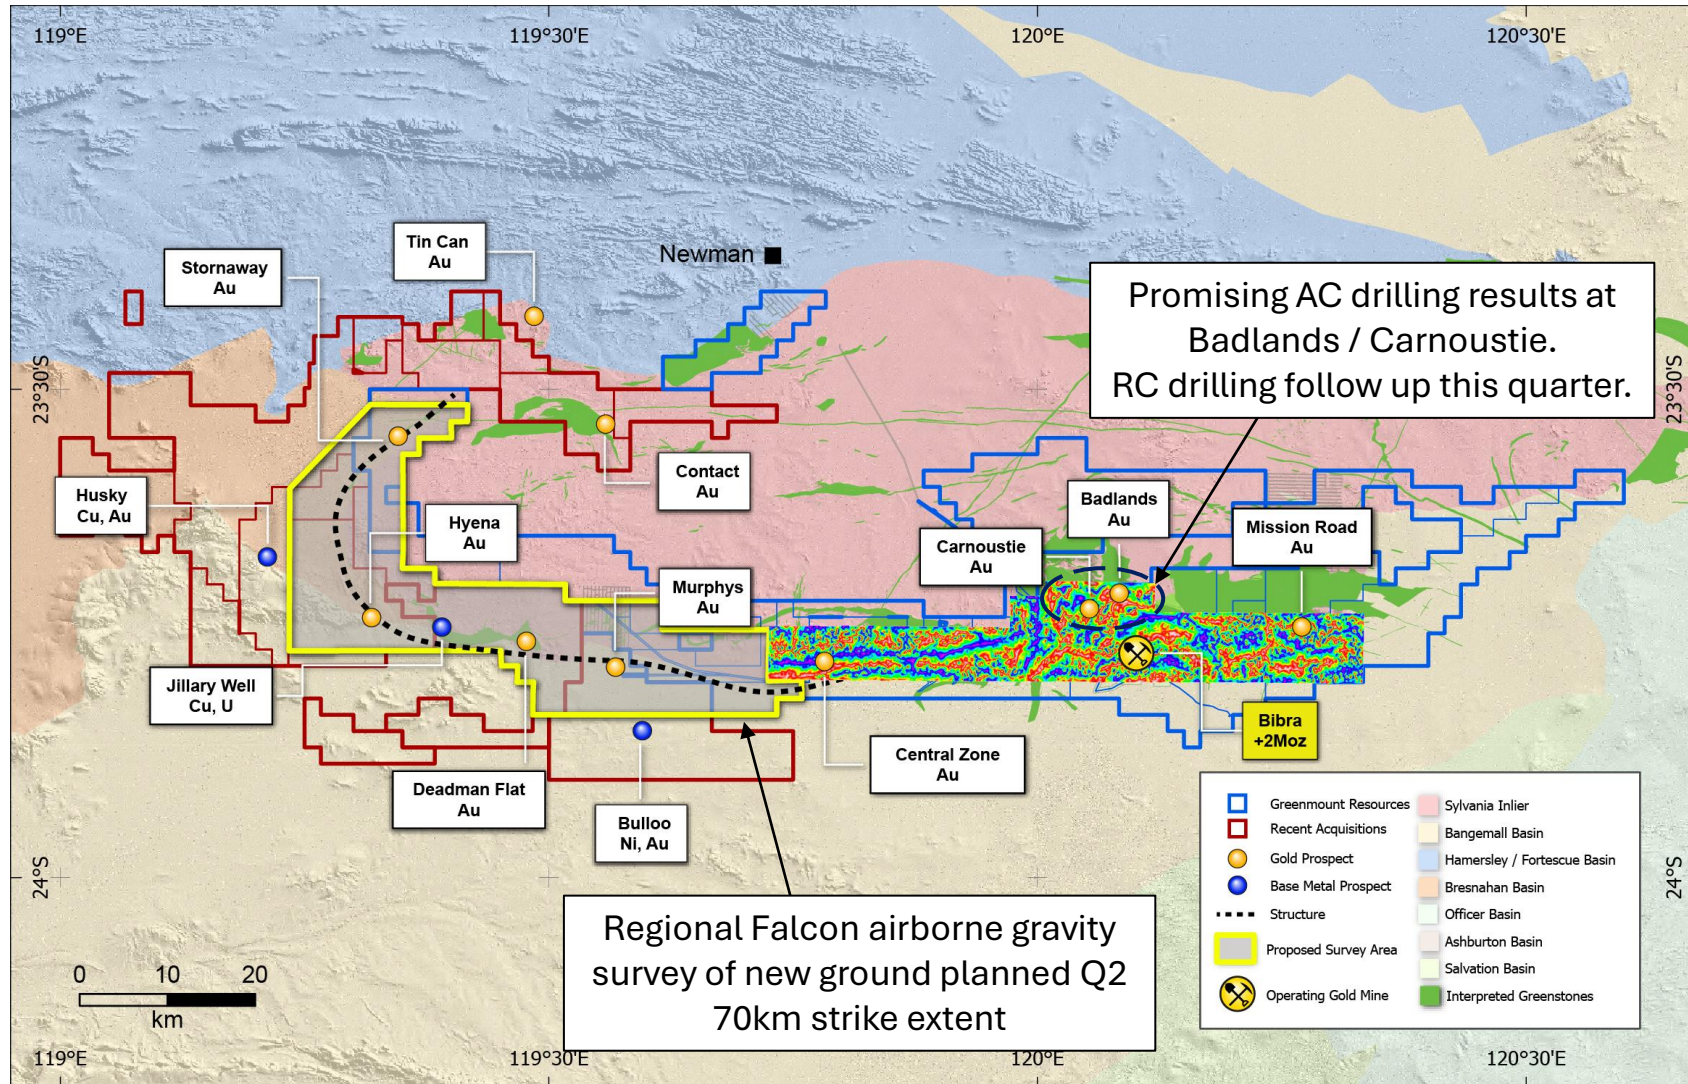 119°E
119°30'E
120°E
120°30'E
Tin Can
Au
Stornaway
Au
Newman
Promising AC drilling results at
Badlands / Carnoustie.
RC drilling follow up this quarter.
23°30'S
23°30'S
Contact
Au
Husky
Cu, Au
Hyena
Au
Badlands
Au
Mission Road
Au
Carnoustie
Au
Murphys
Au
Jillary Well
Cu, U
Bibra
+2Moz
Central Zone
Au
Deadman Flat
Au
Bulloo
Ni, Au
24°S
24°S
Greenmount Resources
Recent Acquisitions
Gold Prospect
Base Metal Prospect
Structure
Proposed Survey Area
Operating Gold Mine
Sylvania Inlier
Bangemall Basin
Hamersley / Fortescue Basin
Bresnahan Basin
Officer Basin
Ashburton Basin
Salvation Basin
Interpreted Greenstones
Regional Falcon airborne gravity
survey of new ground planned Q2
70km strike extent
0 10 20
km
119°E
119°30'E
120°E
120°30'E